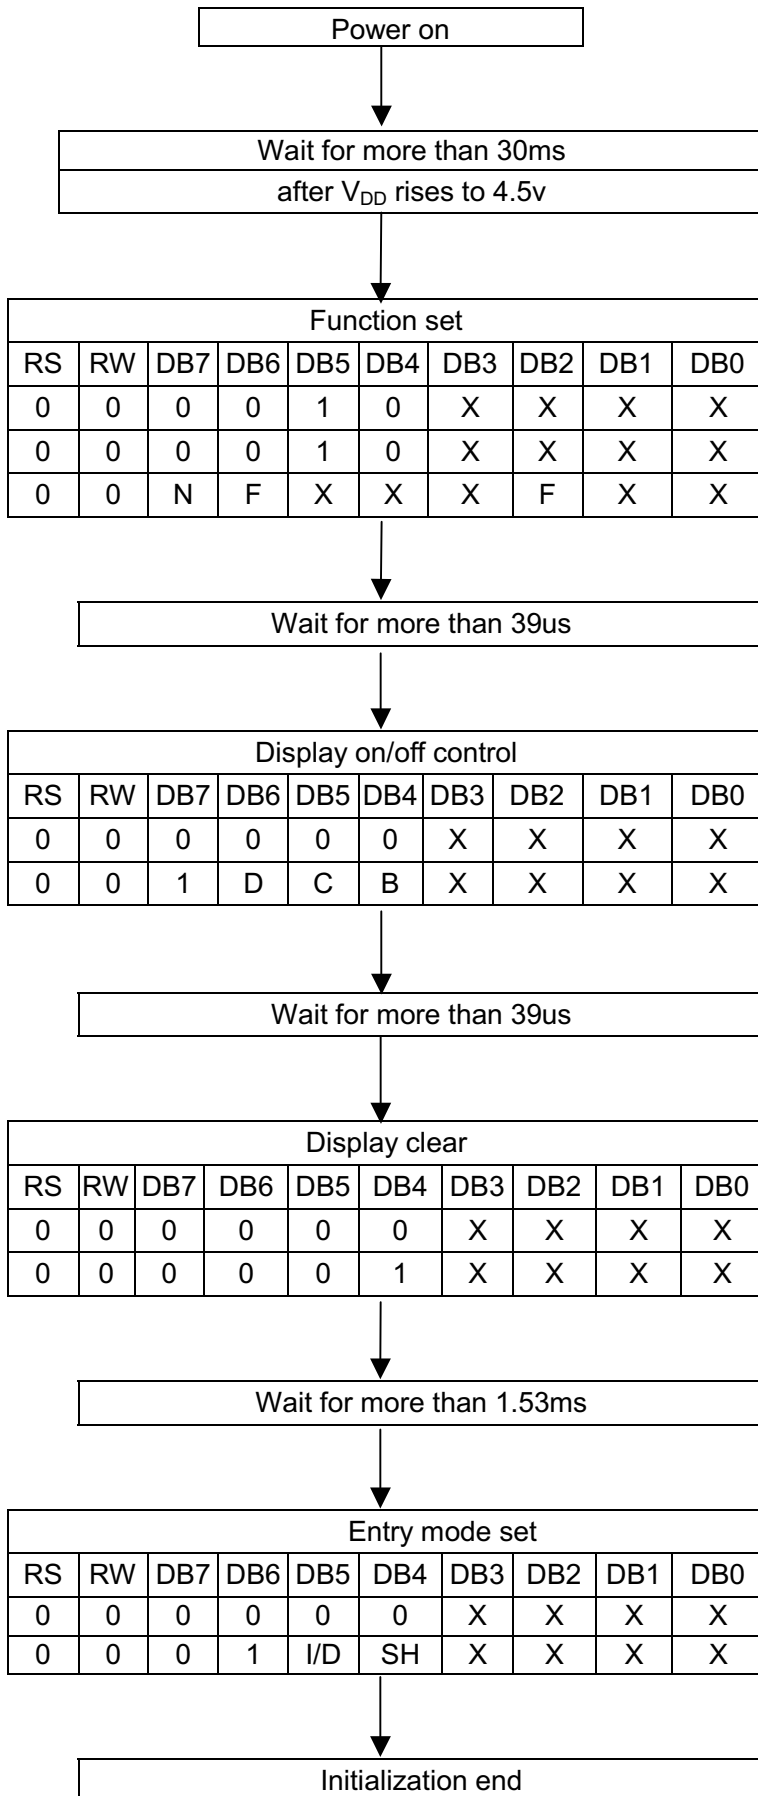 Power on
Wait for more than 30ms
after VDD rises to 4.5v
Function set
RS RW DB7 DB6 DB5 DB4 DB3 DB2 DB1 DB0
0 0 0 0 1 0 X X X X
0 0 0 0 1 0 X X X X
0 0 N F X X X F X X
Wait for more than 39us
Display on/off control
RS RW DB7 DB6 DB5 DB4 DB3 DB2 DB1 DB0
0 0 0 0 0 0 X X X X
0 0 1 D C B X X X X
Wait for more than 39us
Display clear
RS RW DB7 DB6 DB5 DB4 DB3 DB2 DB1 DB0
0 0 0 0 0 0 X X X X
0 0 0 0 0 1 X X X X
Wait for more than 1.53ms
Entry mode set
RS RW DB7 DB6 DB5 DB4 DB3 DB2 DB1 DB0
0 0 0 0 0 0 X X X X
0 0 0 1 I/D SH X X X X
Initialization end